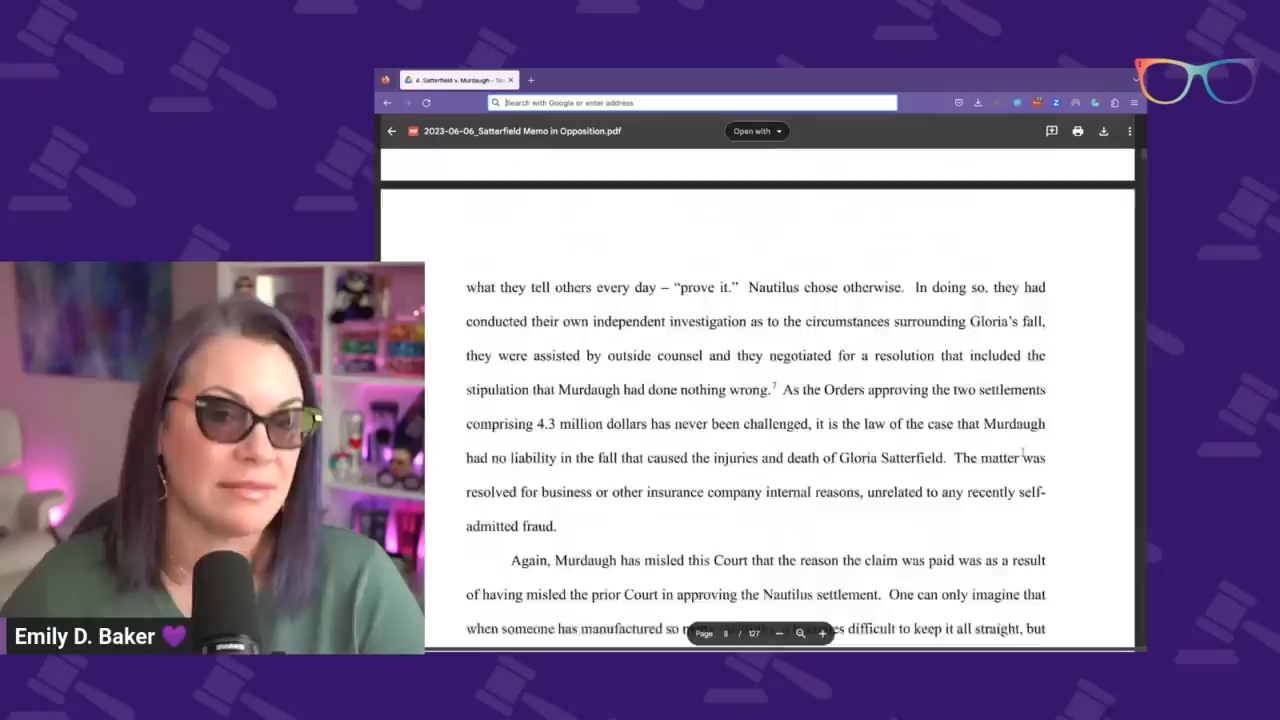 4. Satterfield v. Murdaugh -
Search with Google or enter address
2023-06-06_Satterfield Memo in Opposition.pdf
Open with
what they tell others every day – “prove it.” Nautilus chose otherwise. In doing so, they had
conducted their own independent investigation as to the circumstances surrounding Gloria’s fall,
they were assisted by outside counsel and they negotiated for a resolution that included the
stipulation that Murdaugh had done nothing wrong.7 As the Orders approving the two settlements
comprising 4.3 million dollars has never been challenged, it is the law of the case that Murdaugh
had no liability in the fall that caused the injuries and death of Gloria Satterfield. The matter was
resolved for business or other insurance company internal reasons, unrelated to any recently self-
admitted fraud.
Again, Murdaugh has misled this Court that the reason the claim was paid was as a result
of having misled the prior Court in approving the Nautilus settlement. One can only imagine that
when someone has manufactured so difficult to keep it all straight, but
Page 8 / 127
Emily D. Baker